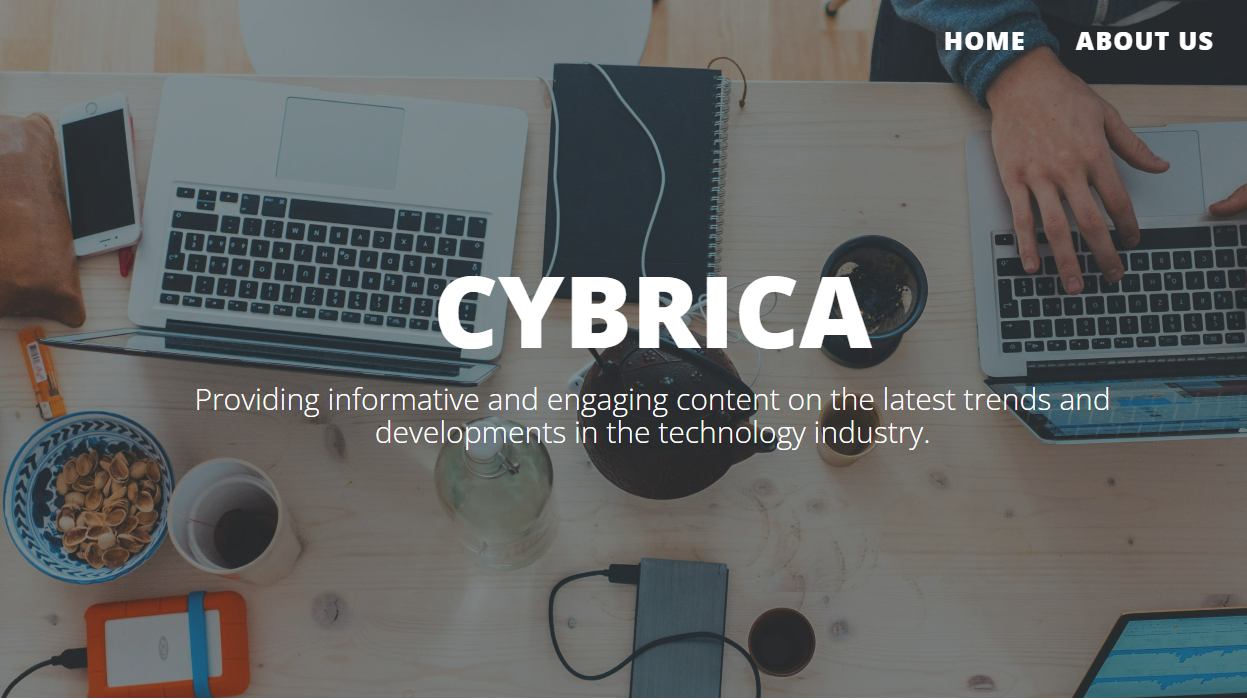 HOME ABOUT US
CYBRICA
Providing informative and engaging content on the latest trends and
developments in the technology industry.